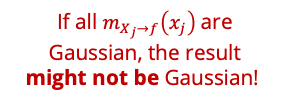 If all m_{X_j→f}(x_j) are
Gaussian, the result
might not be Gaussian!